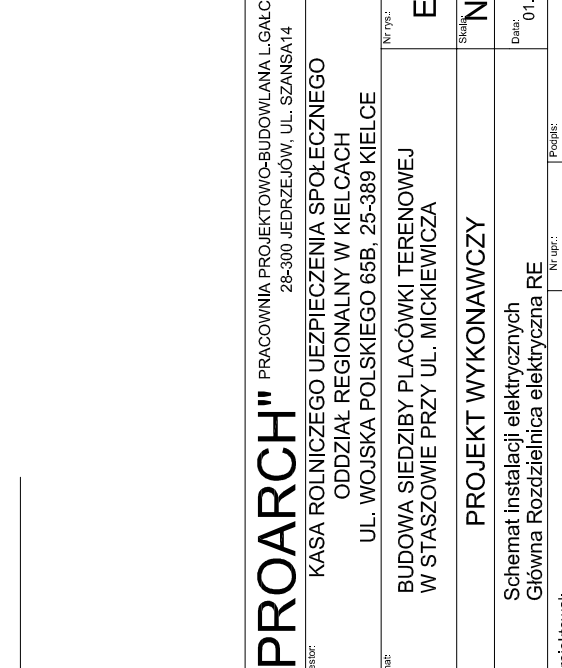 PROARCH" PRACOWNIA PROJEKTOWO-BUDOWLANA
28-300 JEDRZEJÓW, UL. SZANSA14
KASA ROLNICZEGO UEZPIECZENIA SPOŁECZNEGO
ODDZIAŁ REGIONALNY W KIELCACH
UL. WOJSKA POLSKIEGO 65B, 25-389 KIELCE
Nr rys.:
E
BUDOWA SIEDZIBY PLACÓWKI TERENOWEJ
W STASZOWIE PRZY UL. MICKIEWICZA
Skala:
N
PROJEKT WYKONAWCZY
Data:
01.
Schemat instalacji elektrycznych
Główna Rozdzielnica elektryczna RE
Nr upr.:
Podpis: